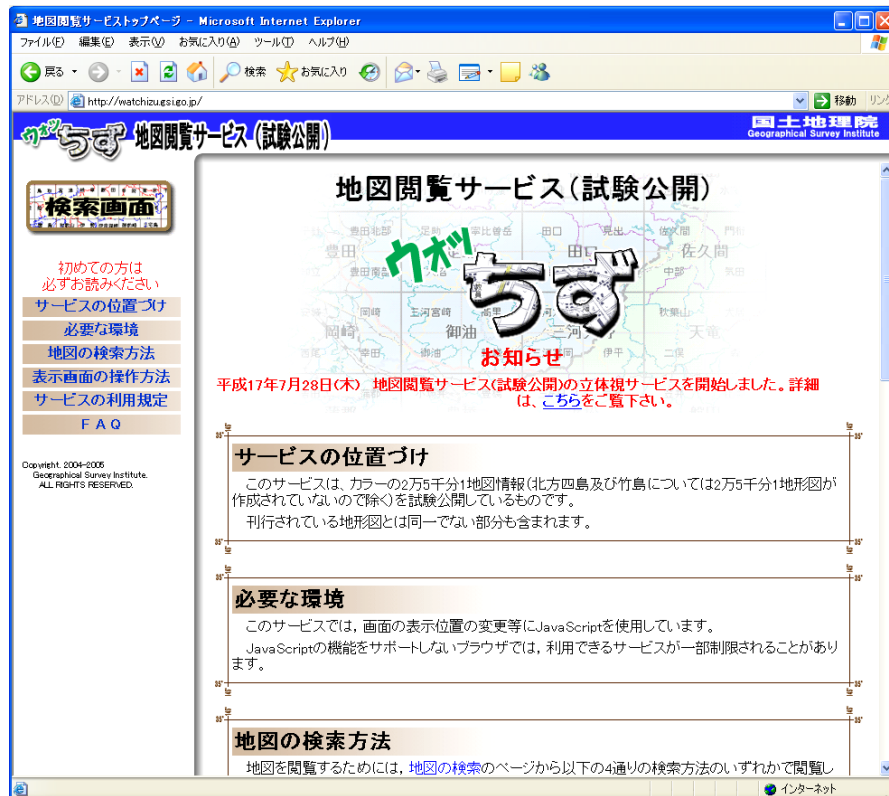 地図閲覧サービストップページ - Microsoft Internet Explorer
ファイル(F) 編集(E) 表示(V) お気に入り(A) ツール(T) ヘルプ(H)
戻る 検索 お気に入り
アドレス(D) http://watchizu.gsi.go.jp/ 移動 リンク
ウオッちず 地図閲覧サービス(試験公開)
国土地理院
Geographical Survey Institute
検索画面
初めての方は
必ずお読みください
サービスの位置づけ
必要な環境
地図の検索方法
表示画面の操作方法
サービスの利用規定
FAQ
Copyright. 2004-2005
Geographical Survey Institute.
ALL RIGHTS RESERVED.
地図閲覧サービス(試験公開)
ウオッちず
お知らせ
平成17年7月28日(木) 地図閲覧サービス(試験公開)の立体視サービスを開始しました。詳細
は、こちらをご覧下さい。
サービスの位置づけ
このサービスは、カラーの2万5千分1地図情報(北方四島及び竹島については2万5千分1地形図が
作成されていないので除く)を試験公開しているものです。
刊行されている地形図とは同一でない部分も含まれます。
必要な環境
このサービスでは，画面の表示位置の変更等にJavaScriptを使用しています。
JavaScriptの機能をサポートしないブラウザでは，利用できるサービスが一部制限されることがあり
ます。
地図の検索方法
地図を閲覧するためには，地図の検索のページから以下の4通りの検索方法のいずれかで閲覧し
インターネット